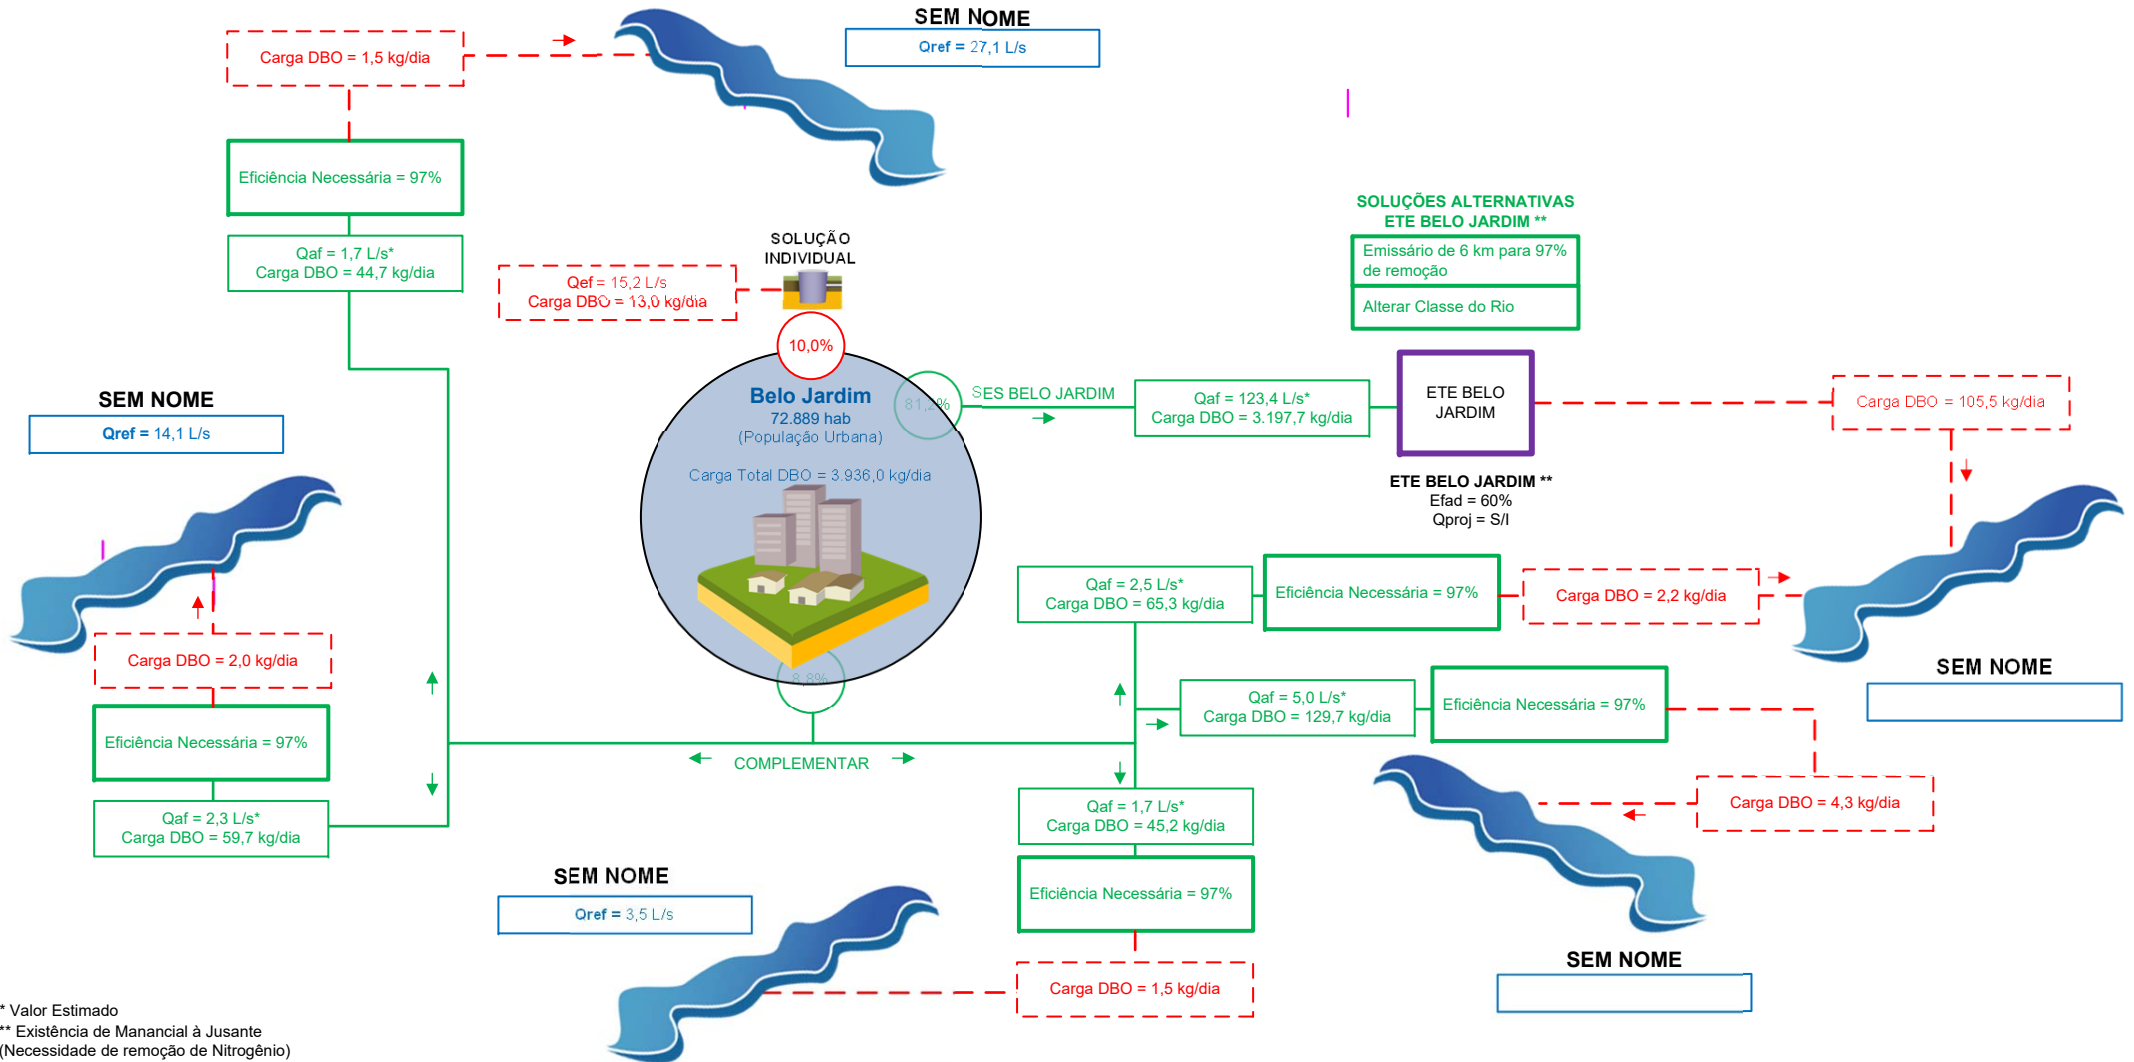 SEM NOME
Qref = 27,1 L/s
Carga DBO = 1,5 kg/dia
Eficiência Necessária = 97%
Qaf = 1,7 L/s*
Carga DBO = 44,7 kg/dia
SOLUÇÃO
INDIVIDUAL
Qef = 15,2 L/s
Carga DBO = 13,0 kg/dia
10,0%
SOLUÇÕES ALTERNATIVAS
ETE BELO JARDIM **
Emissário de 6 km para 97%
de remoção
Alterar Classe do Rio
Belo Jardim
72.889 hab
(População Urbana)
Carga Total DBO = 3.936,0 kg/dia
81,2%
SES BELO JARDIM
Qaf = 123,4 L/s*
Carga DBO = 3.197,7 kg/dia
ETE BELO
JARDIM
Carga DBO = 105,5 kg/dia
ETE BELO JARDIM **
Efad = 60%
Qproj = S/I
SEM NOME
Qref = 14,1 L/s
Carga DBO = 2,0 kg/dia
Eficiência Necessária = 97%
Qaf = 2,3 L/s*
Carga DBO = 59,7 kg/dia
8,8%
COMPLEMENTAR
Qaf = 2,5 L/s*
Carga DBO = 65,3 kg/dia
Eficiência Necessária = 97%
Carga DBO = 2,2 kg/dia
SEM NOME
Qaf = 5,0 L/s*
Carga DBO = 129,7 kg/dia
Eficiência Necessária = 97%
Carga DBO = 4,3 kg/dia
SEM NOME
Qaf = 1,7 L/s*
Carga DBO = 45,2 kg/dia
Eficiência Necessária = 97%
Carga DBO = 1,5 kg/dia
SEM NOME
Qref = 3,5 L/s
* Valor Estimado
** Existência de Manancial à Jusante
(Necessidade de remoção de Nitrogênio)